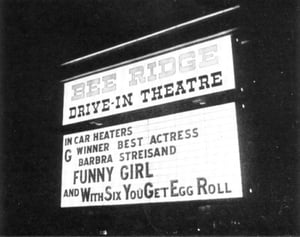 BEE RIDGE
DRIVE-IN THEATRE
IN CAR HEATERS
G WINNER BEST ACTRESS
BARBRA STREISAND
FUNNY GIRL
AND WITH SIX YOU GET EGG ROLL